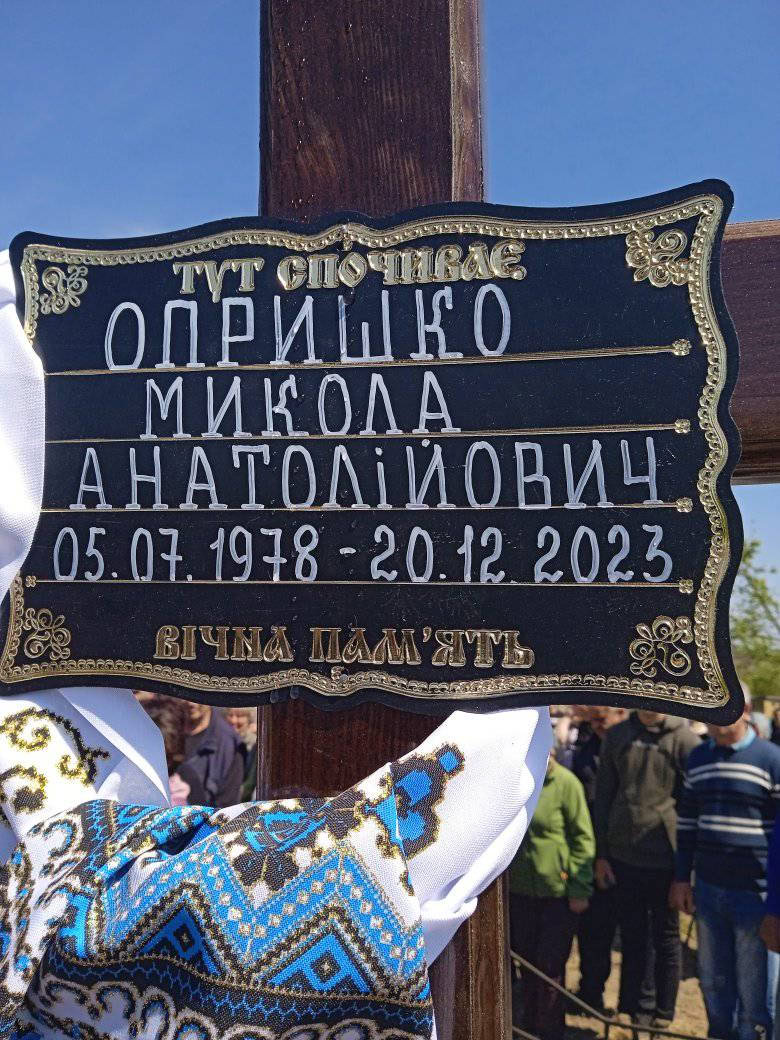 ТУТ СПОЧИВАЄ
ОПРИШКО
МИКОЛА
АНАТОЛІЙОВИЧ
05.07.1978 - 20.12.2023
ВІЧНА ПАМ'ЯТЬ